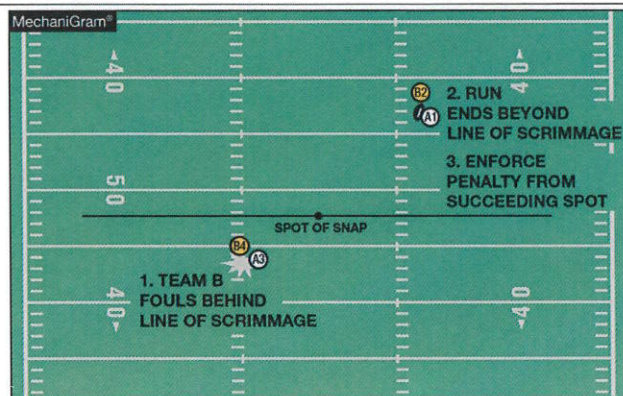 MechaniGram®
40
40
B2
A1
2. RUN
ENDS BEYOND
LINE OF SCRIMMAGE
3. ENFORCE
PENALTY FROM
SUCCEEDING SPOT
50
SPOT OF SNAP
B4
A3
1. TEAM B
FOULS BEHIND
LINE OF SCRIMMAGE
40
40